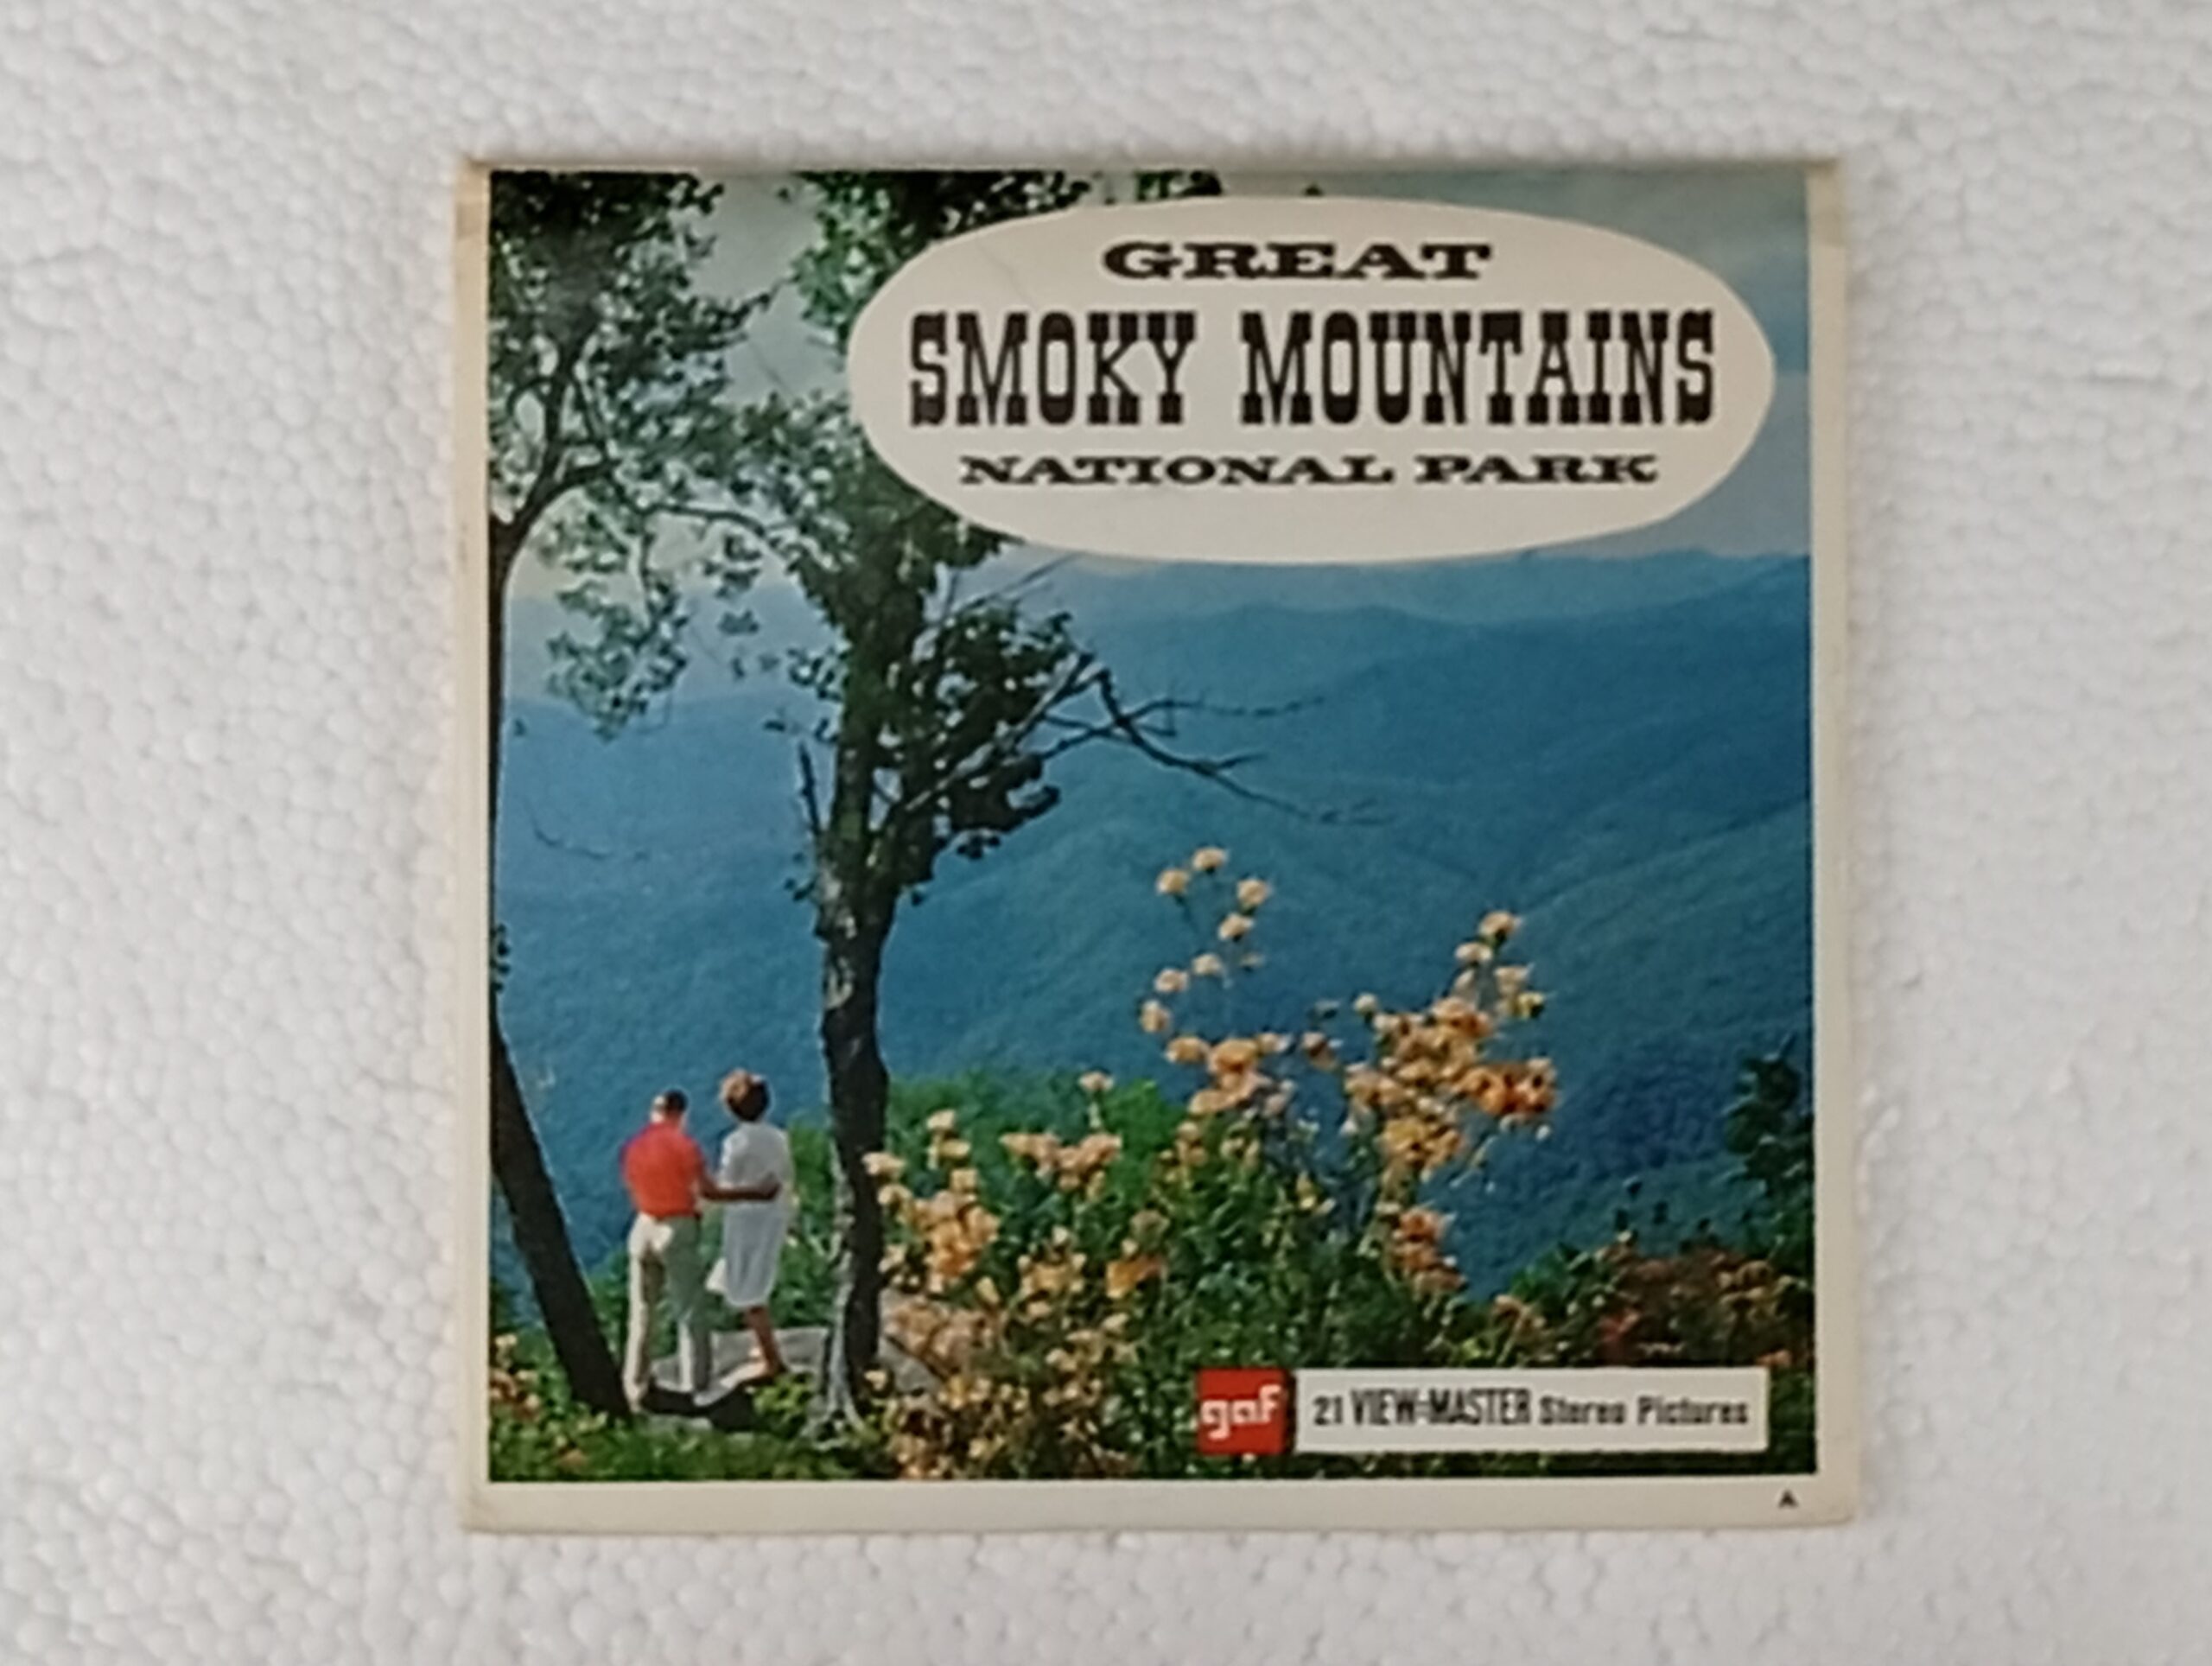 GREAT
SMOKY MOUNTAINS
NATIONAL PARK
gaf 21 VIEW-MASTER Stereo Pictures
A